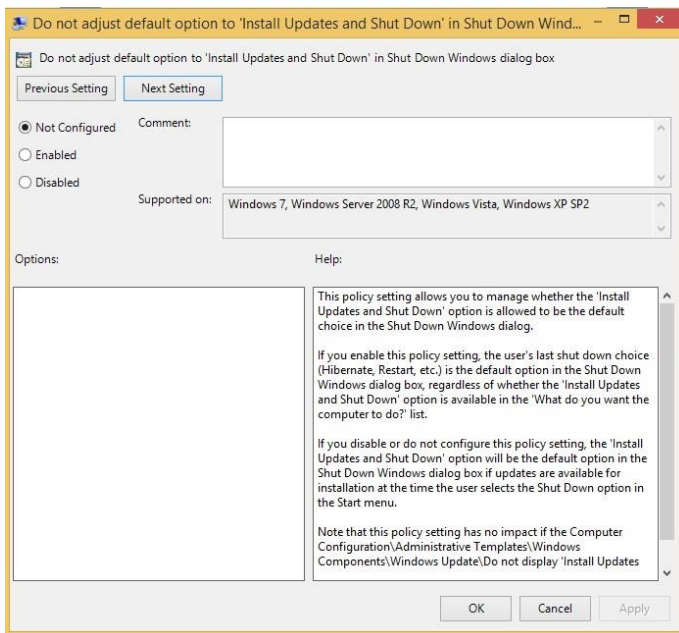 Do not adjust default option to 'Install Updates and Shut Down' in Shut Down Wind...
Do not adjust default option to 'Install Updates and Shut Down' in Shut Down Windows dialog box
Previous Setting
Next Setting
Not Configured
Enabled
Disabled
Comment:
Supported on:
Windows 7, Windows Server 2008 R2, Windows Vista, Windows XP SP2
Options:
Help:
This policy setting allows you to manage whether the 'Install
Updates and Shut Down' option is allowed to be the default
choice in the Shut Down Windows dialog.
If you enable this policy setting, the user's last shut down choice
(Hibernate, Restart, etc.) is the default option in the Shut Down
Windows dialog box, regardless of whether the 'Install Updates
and Shut Down' option is available in the 'What do you want the
computer to do?' list.
If you disable or do not configure this policy setting, the 'Install
Updates and Shut Down' option will be the default option in the
Shut Down Windows dialog box if updates are available for
installation at the time the user selects the Shut Down option in
the Start menu.
Note that this policy setting has no impact if the Computer
Configuration\Administrative Templates\Windows
Components\Windows Update\Do not display 'Install Updates
OK
Cancel
Apply